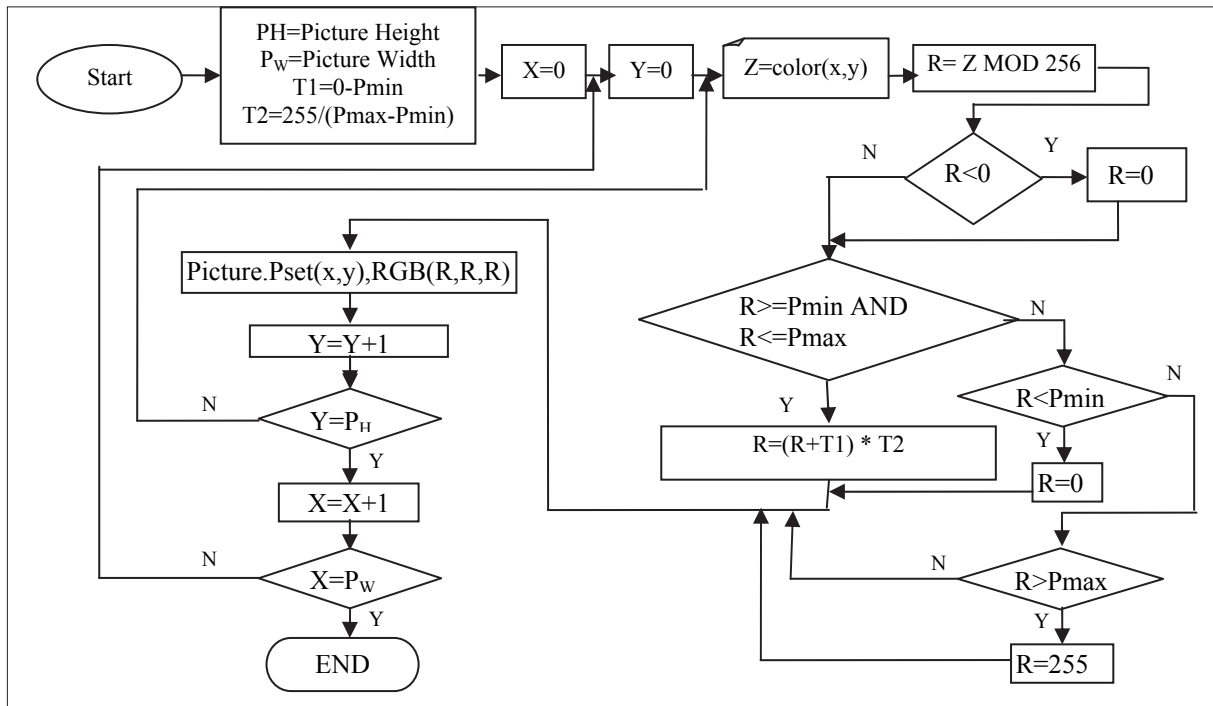 Start
PH=Picture Height
PW=Picture Width
T1=0-Pmin
T2=255/(Pmax-Pmin)
X=0
Y=0
Z=color(x,y)
R= Z MOD 256
R<0
N
Y
R=0
R>=Pmin AND
R<=Pmax
N
Y
R<Pmin
N
Y
R=0
R=(R+T1) * T2
R>Pmax
N
Y
R=255
Picture.Pset(x,y),RGB(R,R,R)
Y=Y+1
Y=PH
N
Y
X=X+1
X=PW
N
Y
END